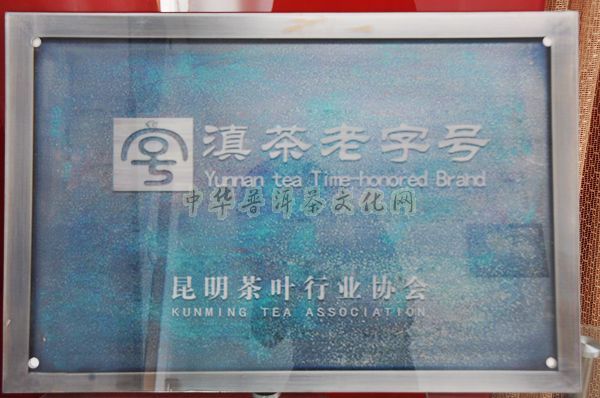 滇茶老字号
Yunnan tea Time-honored Brand
中华普洱茶文化网
昆明茶叶行业协会
KUNMING TEA ASSOCIATION